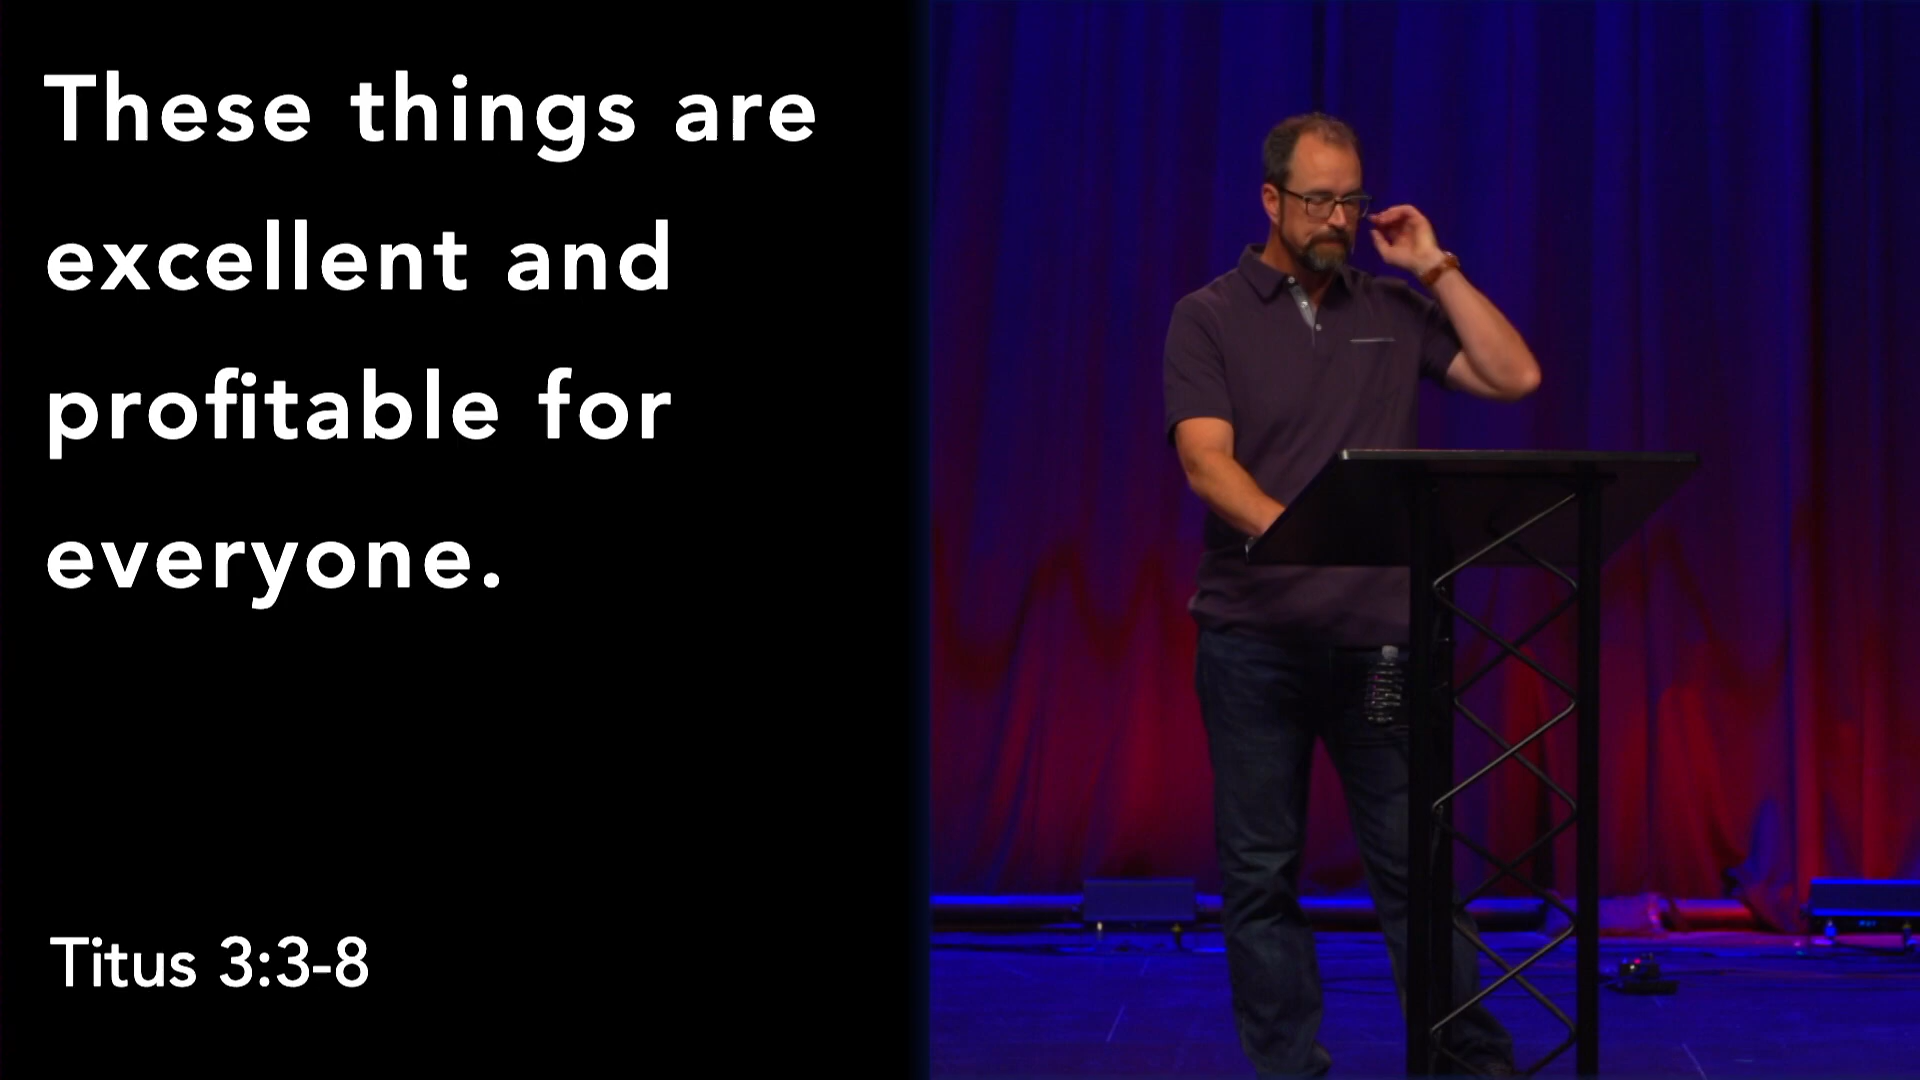 These things are
excellent and
profitable for
everyone.
Titus 3:3-8